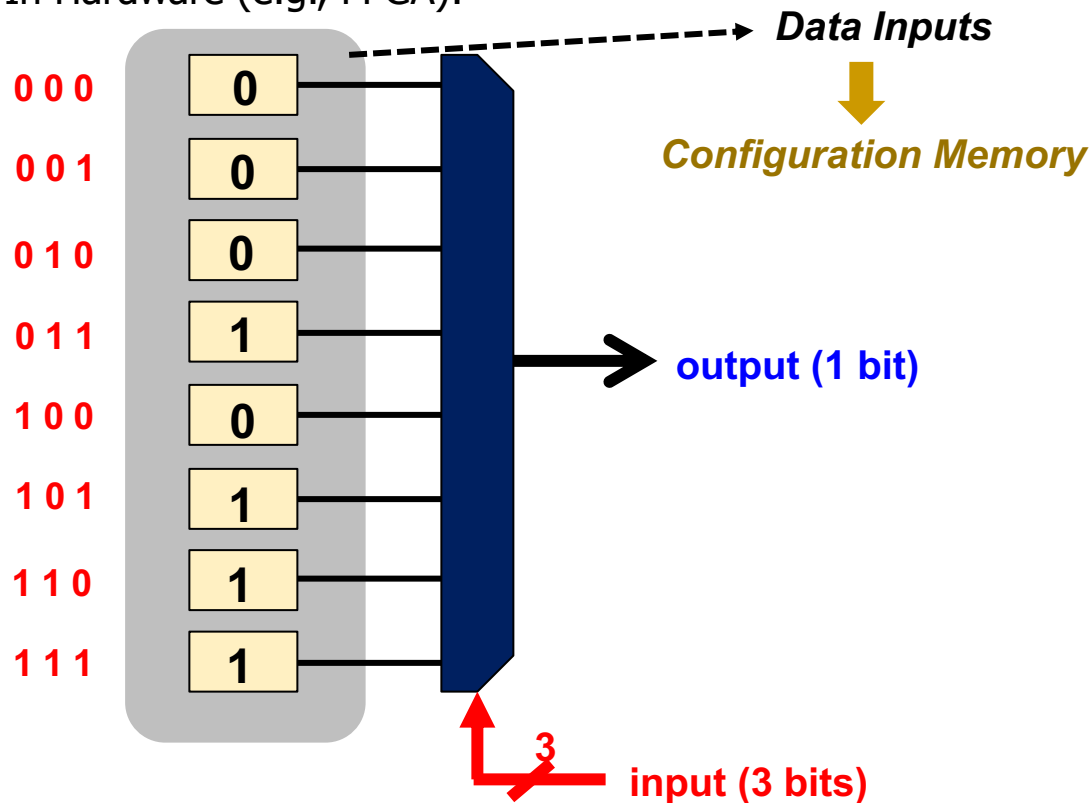 Data Inputs
Configuration Memory
0 0 0 0
0 0 1 0
0 1 0 0
0 1 1 1
output (1 bit)
1 0 0 0
1 0 1 1
1 1 0 1
1 1 1 1
3
input (3 bits)